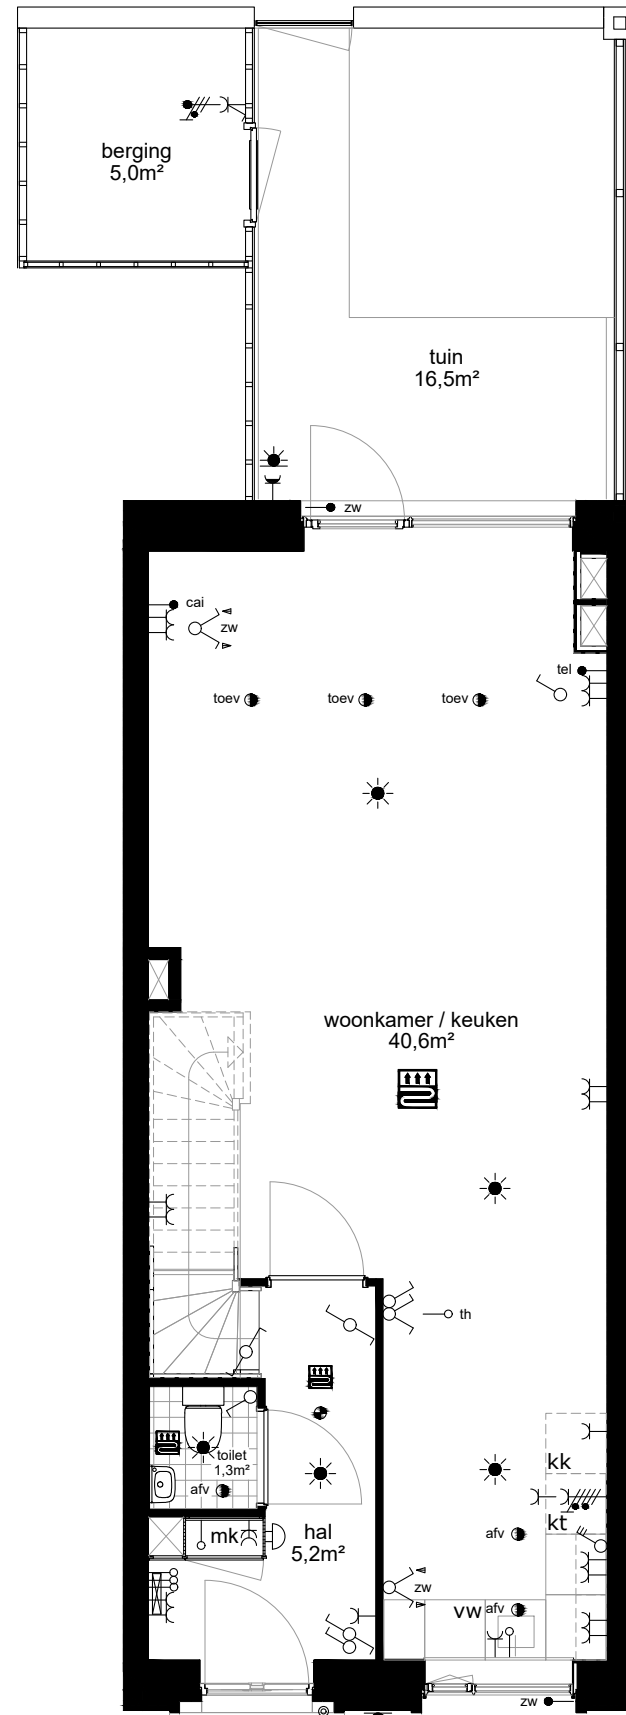 berging
5,0m²
tuin
16,5m²
zw
cai
zw
tel
toev
toev
toev
woonkamer / keuken
40,6m²
th
kk
toilet
1,3m²
afv
kt
mk
hal
5,2m²
afv
zw
vw
afv
zw